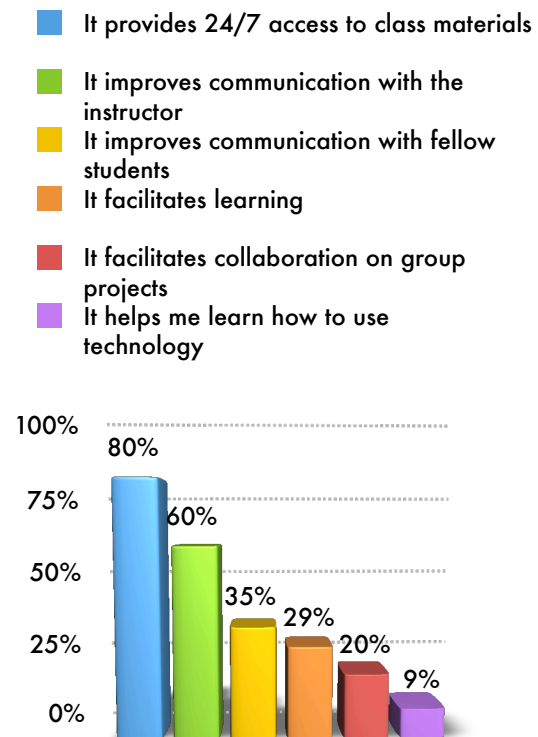 It provides 24/7 access to class materials
It improves communication with the
instructor
It improves communication with fellow
students
It facilitates learning
It facilitates collaboration on group
projects
It helps me learn how to use
technology
100%
80%
75%
60%
50%
35%
29%
25%
20%
9%
0%